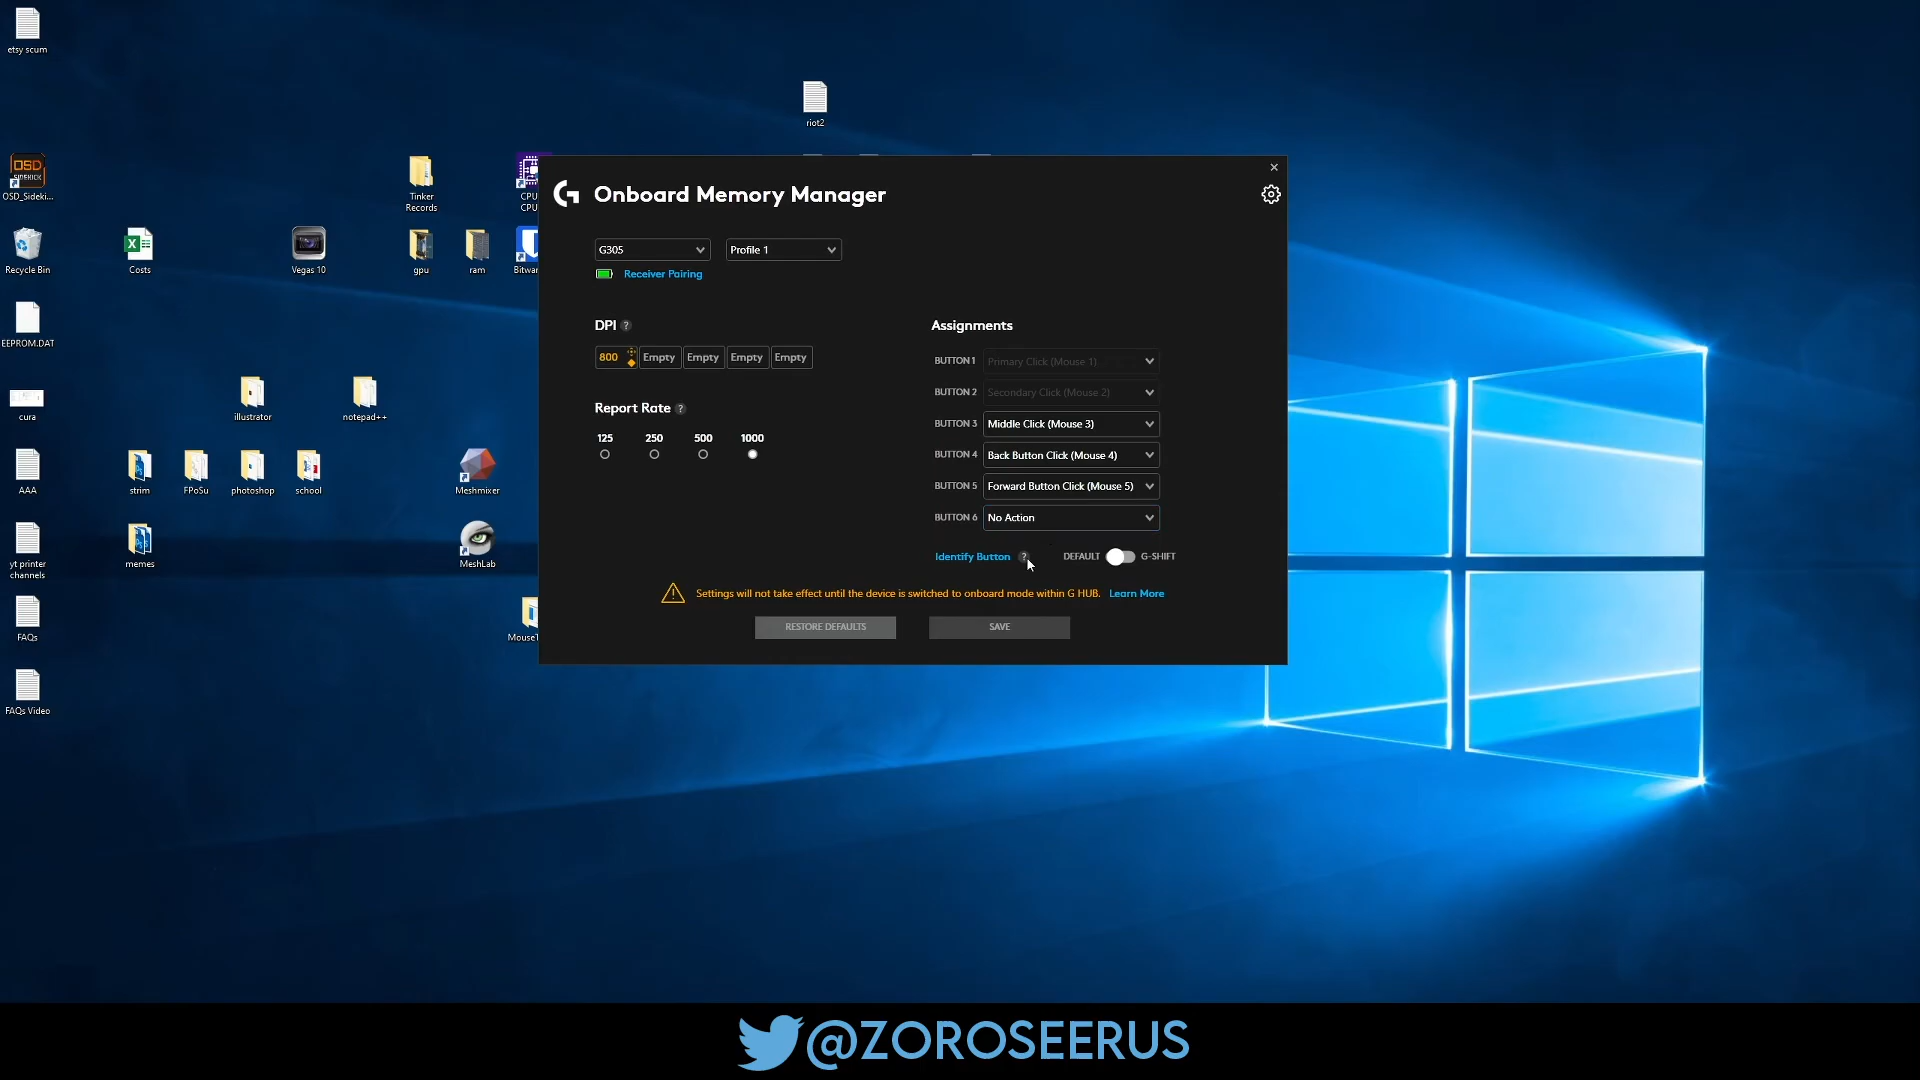 etsy scum
riot2
OSD
SIDEKICK
OSD_Sideki...
Tinker
Records
CPU
CPU
Recycle Bin
Costs
Vegas 10
gpu
ram
Bitwar
EEPROM.DAT
cura
illustrator
notepad++
AAA
strim
FPoSu
photoshop
school
Meshmixer
yt printer
channels
memes
MeshLab
FAQs
MouseT
FAQs Video
Onboard Memory Manager
G305
Profile 1
Receiver Pairing
DPI ?
800
Empty
Empty
Empty
Empty
Report Rate ?
125
250
500
1000
Assignments
BUTTON 1 Primary Click (Mouse 1)
BUTTON 2 Secondary Click (Mouse 2)
BUTTON 3 Middle Click (Mouse 3)
BUTTON 4 Back Button Click (Mouse 4)
BUTTON 5 Forward Button Click (Mouse 5)
BUTTON 6 No Action
Identify Button ?
DEFAULT
G-SHIFT
Settings will not take effect until the device is switched to onboard mode within G HUB. Learn More
RESTORE DEFAULTS
SAVE
@ZOROSEERUS